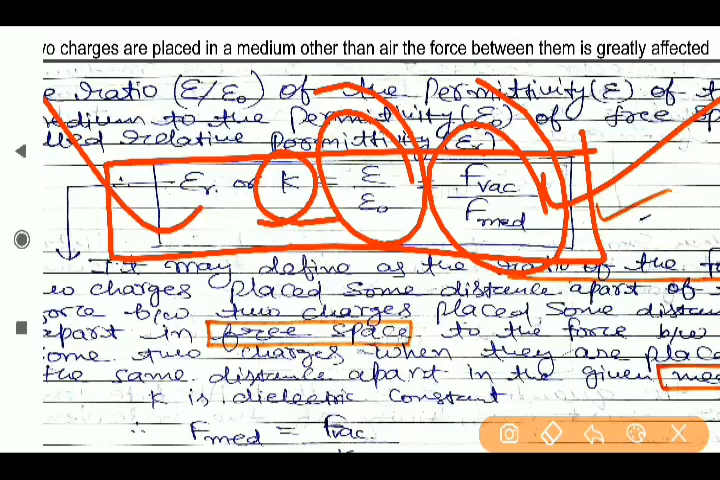 vo charges are placed in a medium other than air the force between them is greatly affected
e ratio (ε/ε₀) of the Permittivity(ε) of t
medium to the Permittivity(ε₀) of free sp
lled relative Permittivity (εr)
∴ εr or K = ε/ε₀ = Fvac/Fmed
It may define as the ratio of the f
wo charges placed some distance apart of
force b/w two charges placed some distan
apart in free space to the force b/w
some two charges when they are place
the same distance apart in the given me
K is dielectric constant
∴ Fmed = Fvac